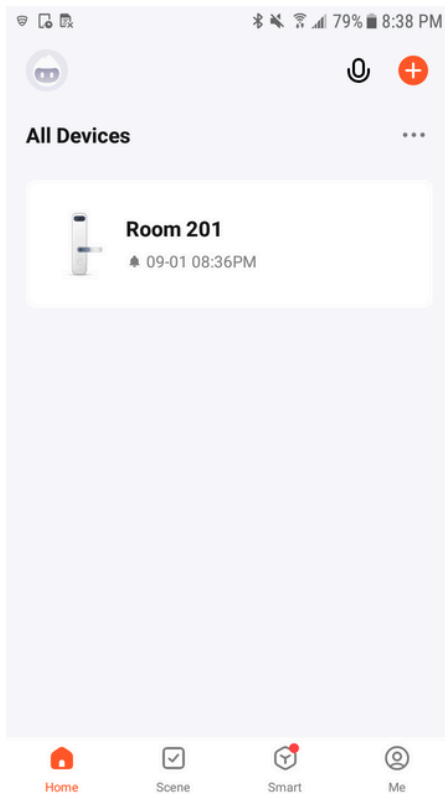 79% 8:38 PM
All Devices
Room 201
09-01 08:36PM
Home
Scene
Smart
Me